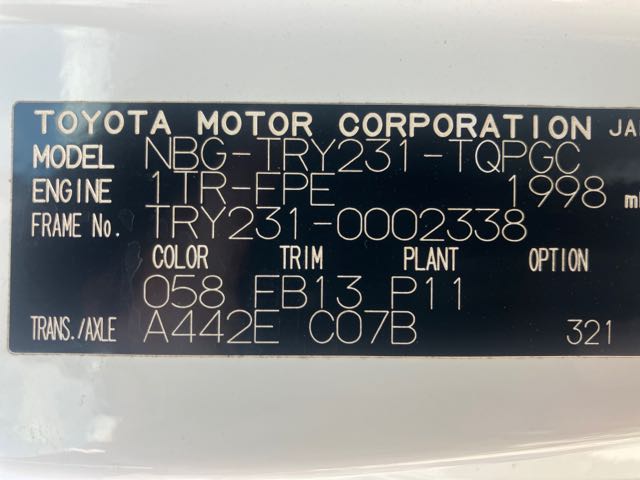 TOYOTA MOTOR CORPORATION JA
MODEL NBG-TRY231-TQPGC
ENGINE 1TR-FPE 1998 m
FRAME No. TRY231-0002338
COLOR TRIM PLANT OPTION
058 FB13 P11
TRANS./AXLE A442E C07B 321